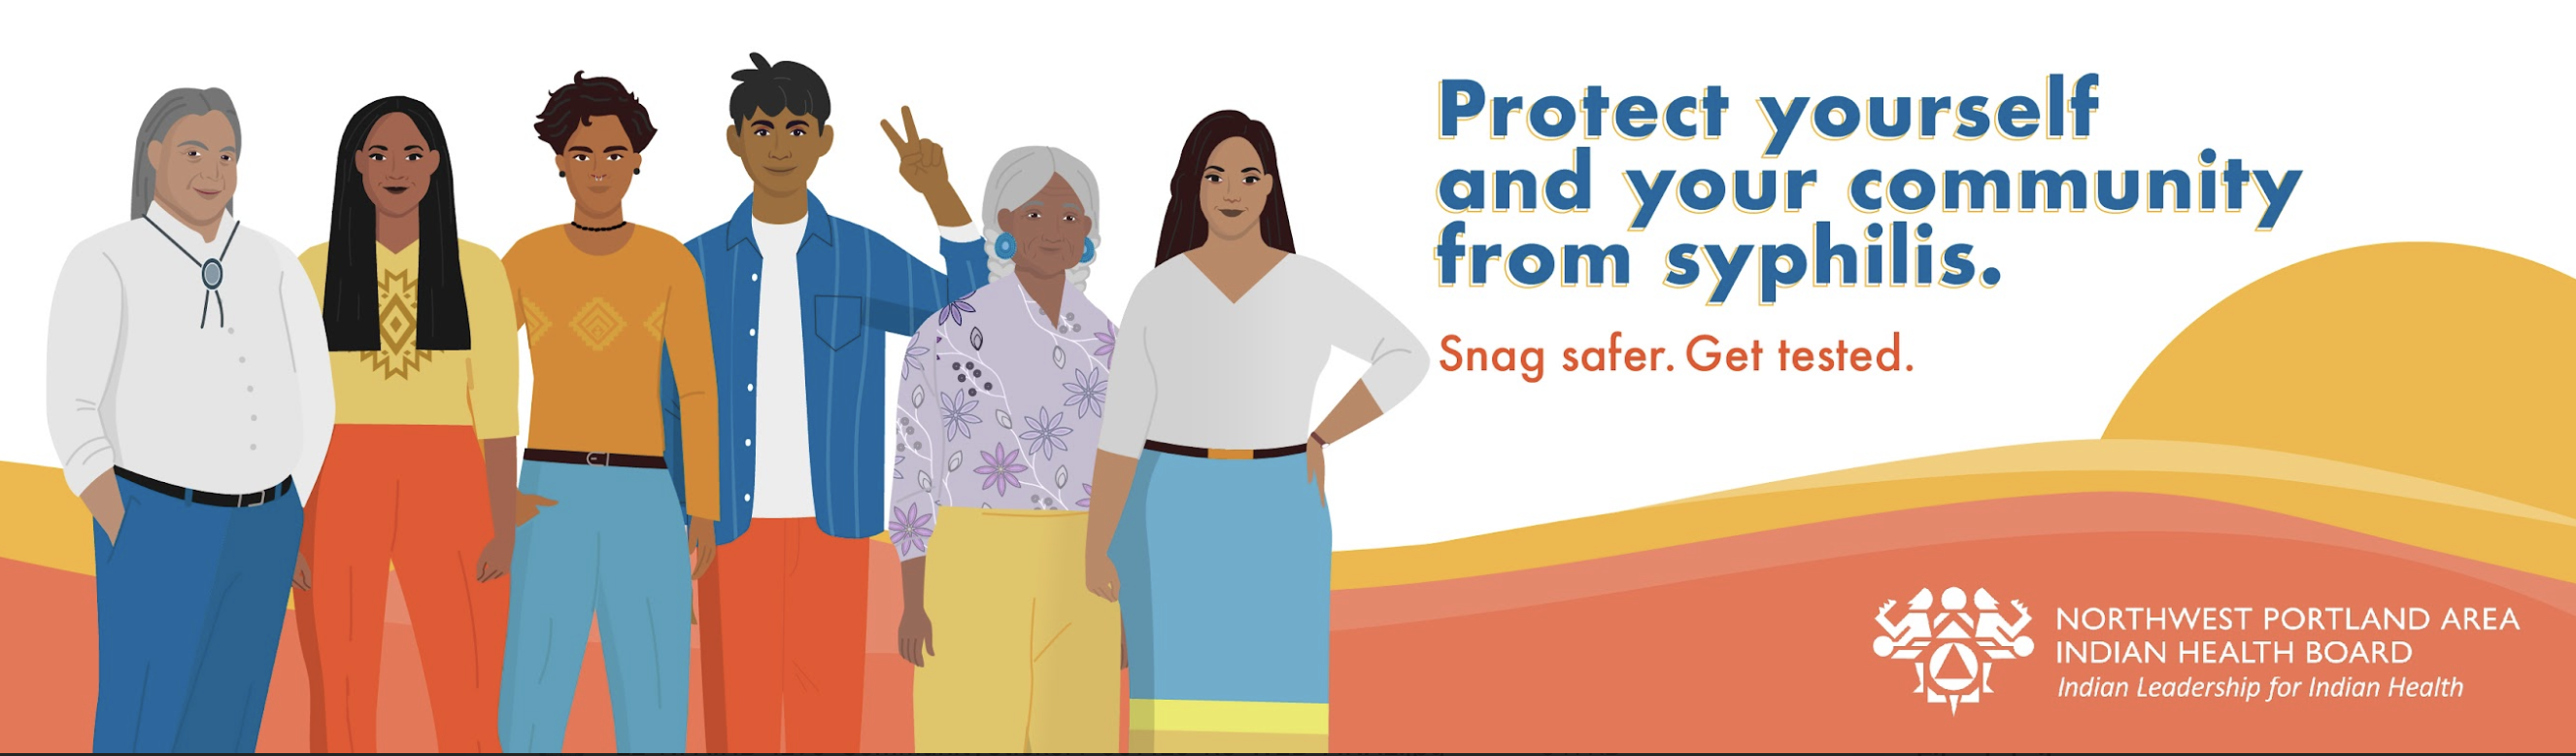 Protect yourself
and your community
from syphilis.
Snag safer. Get tested.
NORTHWEST PORTLAND AREA
INDIAN HEALTH BOARD
Indian Leadership for Indian Health